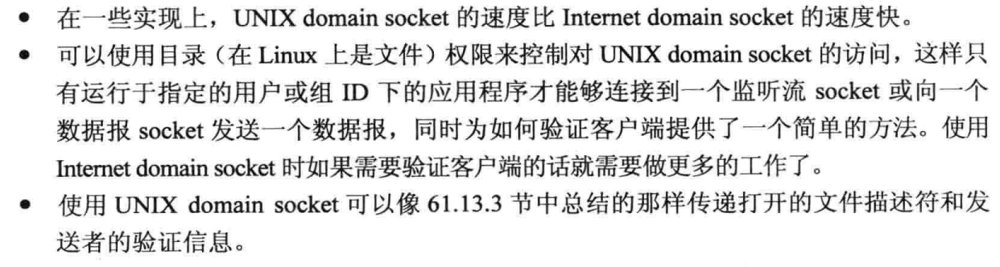 • 在一些实现上，UNIX domain socket 的速度比 Internet domain socket 的速度快。
• 可以使用目录（在 Linux 上是文件）权限来控制对 UNIX domain socket 的访问，这样只
有运行于指定的用户或组 ID 下的应用程序才能够连接到一个监听流 socket 或向一个
数据报 socket 发送一个数据报，同时为如何验证客户端提供了一个简单的方法。使用
Internet domain socket 时如果需要验证客户端的话就需要做更多的工作了。
• 使用 UNIX domain socket 可以像 61.13.3 节中总结的那样传递打开的文件描述符和发
送者的验证信息。